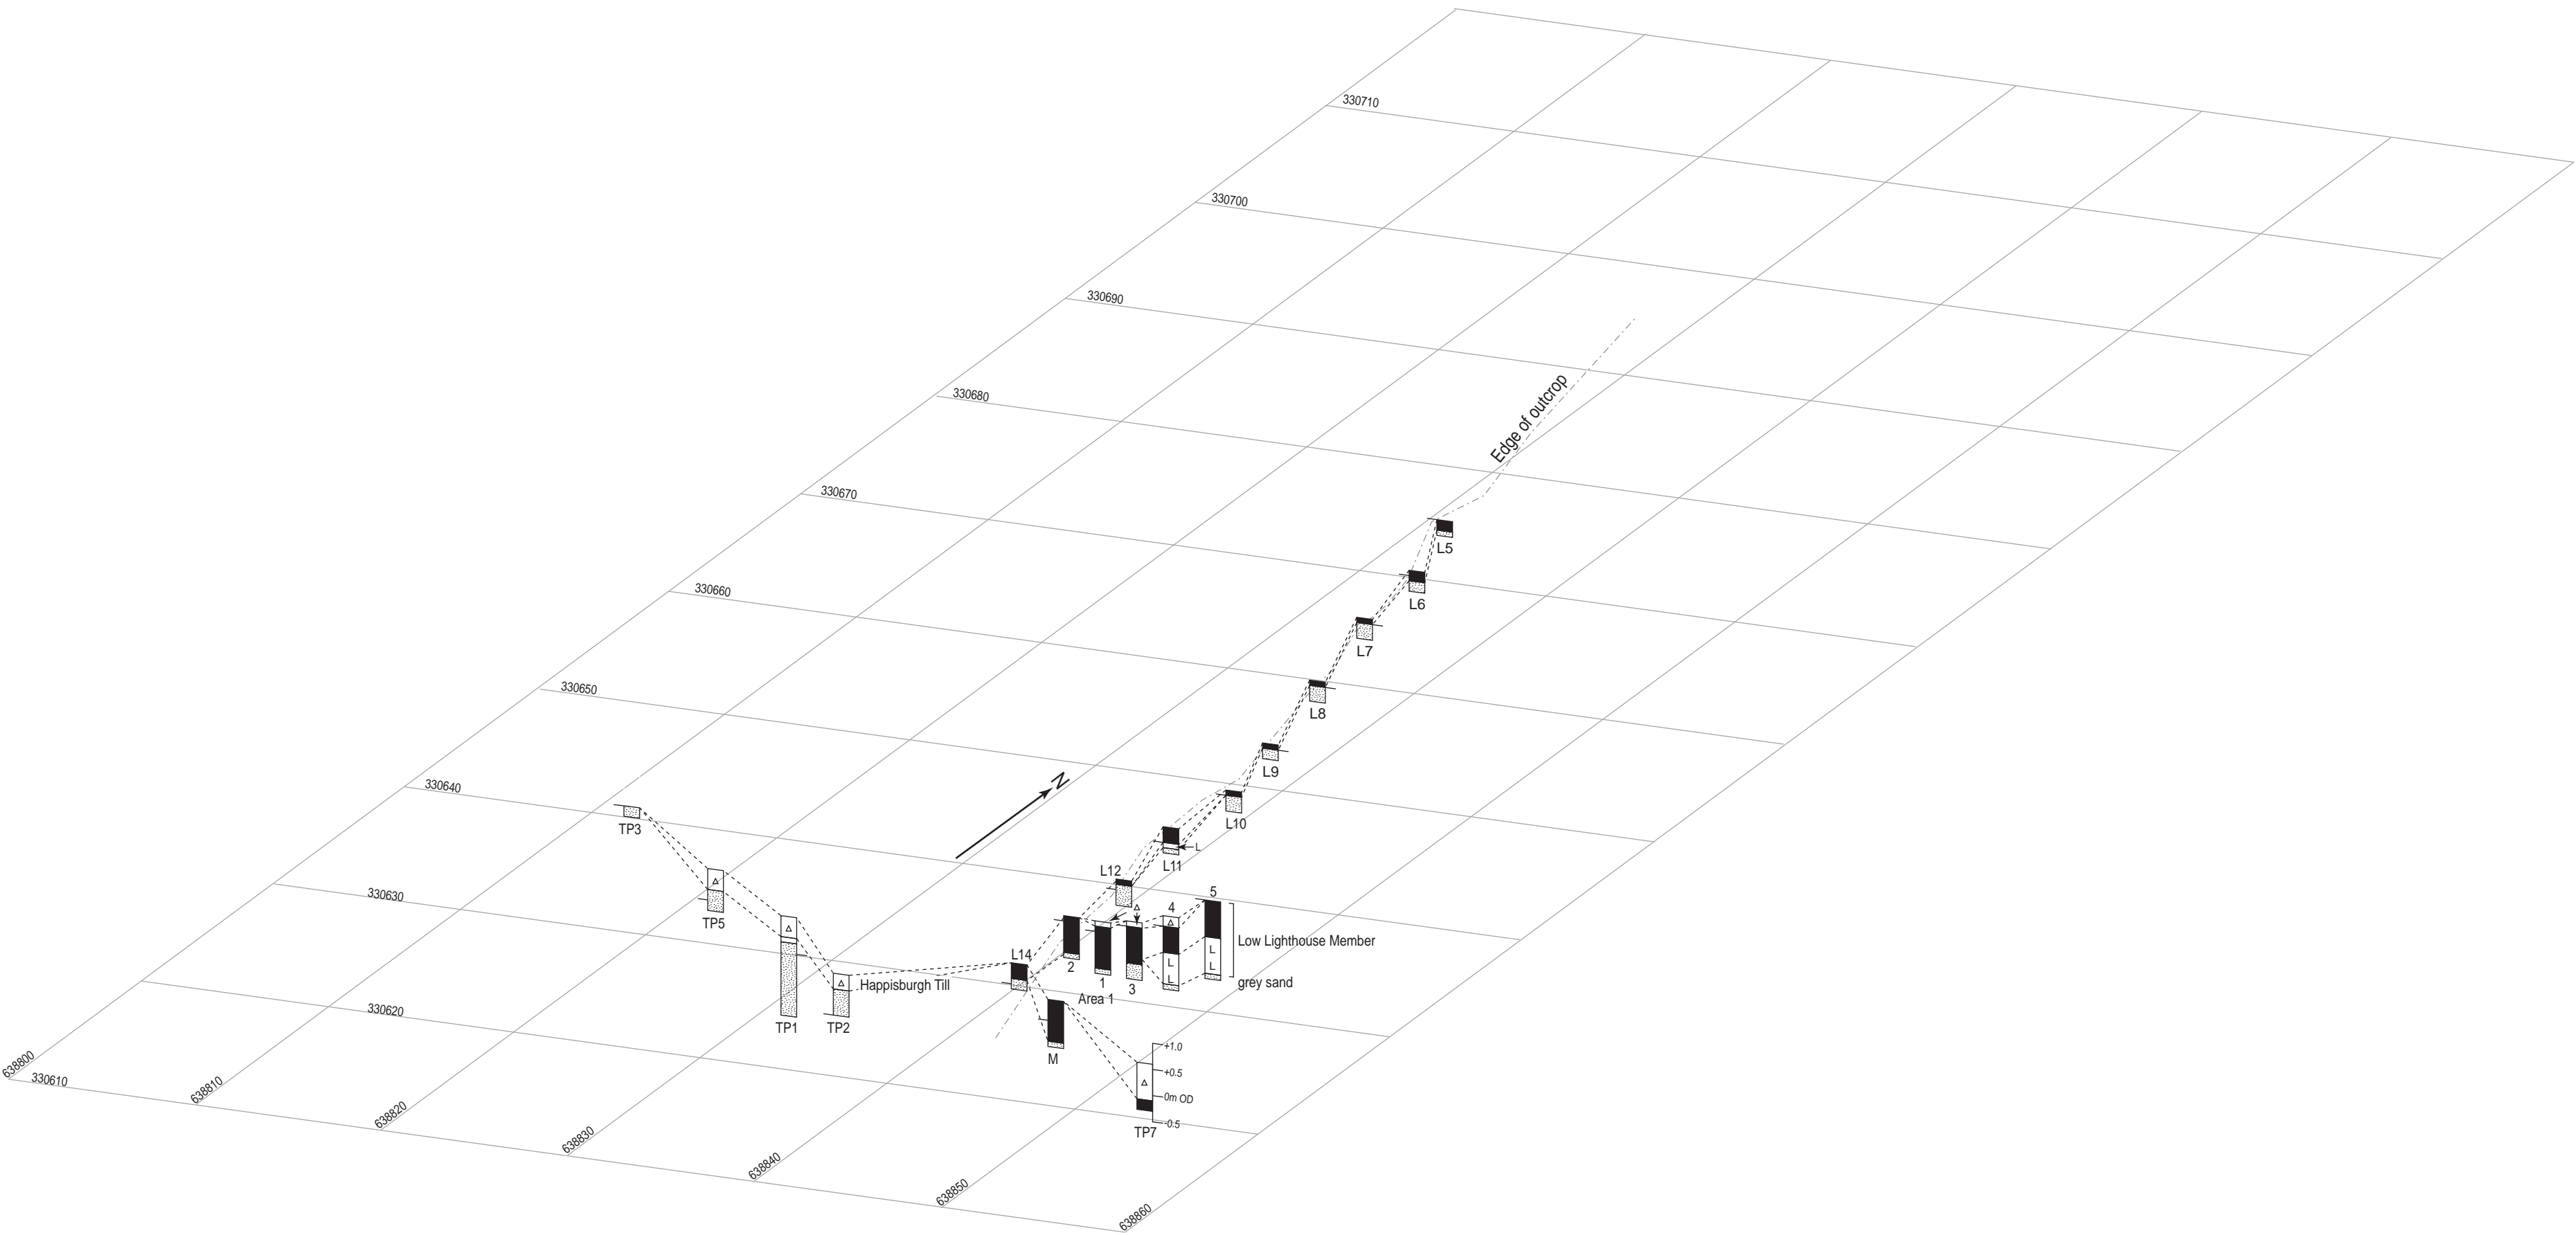 330710
330700
330690
330680
Edge of outcrop
330670
L5
330660
L6
L7
330650
L8
L9
330640
N
TP3
L10
L
L11
L12
330630
5
△
4
△
△
TP5
△
Low Lighthouse Member
L14
L
L
2
L
L
1
3
grey sand
△
Happisburgh Till
Area 1
330620
TP1
TP2
M
+1.0
+0.5
△
0m OD
-0.5
TP7
638800
330610
638810
638820
638830
638840
638850
638860